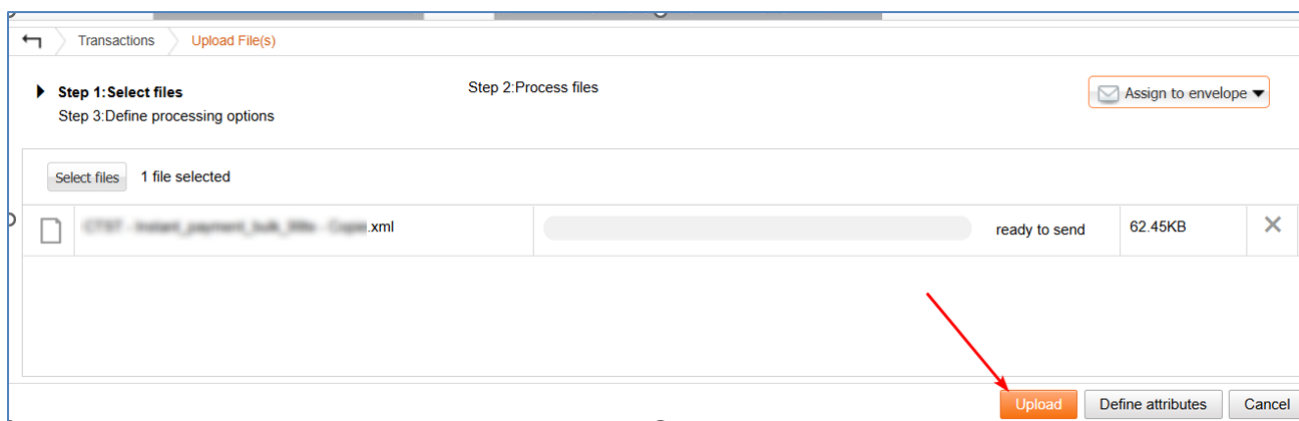 Transactions Upload File(s)
Step 1:Select files Step 2:Process files
Assign to envelope
Step 3:Define processing options
Select files 1 file selected
.xml ready to send 62.45KB
Upload Define attributes Cancel